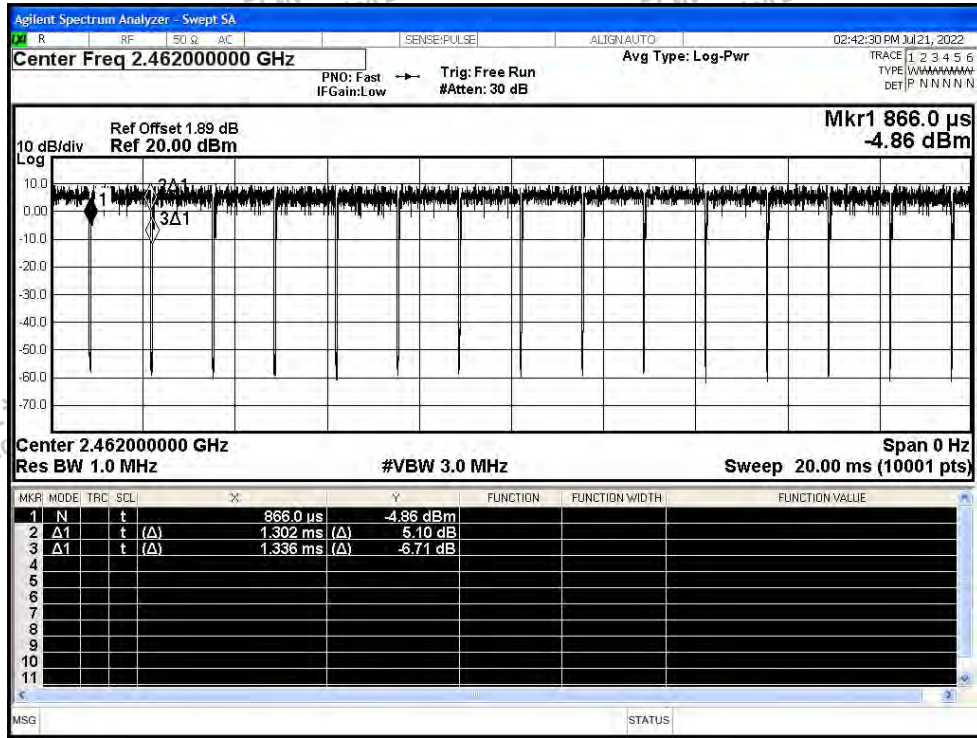 Agilent Spectrum Analyzer - Swept SA
LXI R RF 50 Ω AC SENSE:PULSE ALIGN AUTO 02:42:30 PM Jul 21, 2022
Center Freq 2.462000000 GHz
PNO: Fast
IFGain:Low
Trig: Free Run
#Atten: 30 dB
Avg Type: Log-Pwr
TRACE 1 2 3 4 5 6
TYPE WWWWWW
DET P N N N N N
Mkr1 866.0 µs
-4.86 dBm
Ref Offset 1.89 dB
10 dB/div Ref 20.00 dBm
Log
10.0
0.00
-10.0
-20.0
-30.0
-40.0
-50.0
-60.0
-70.0
1
2Δ1
3Δ1
Center 2.462000000 GHz Span 0 Hz
Res BW 1.0 MHz #VBW 3.0 MHz Sweep 20.00 ms (10001 pts)
MKR MODE TRC SCL X Y FUNCTION FUNCTION WIDTH FUNCTION VALUE
1 N t 866.0 µs -4.86 dBm
2 Δ1 t (Δ) 1.302 ms (Δ) 5.10 dB
3 Δ1 t (Δ) 1.336 ms (Δ) -6.71 dB
4
5
6
7
8
9
10
11
MSG STATUS